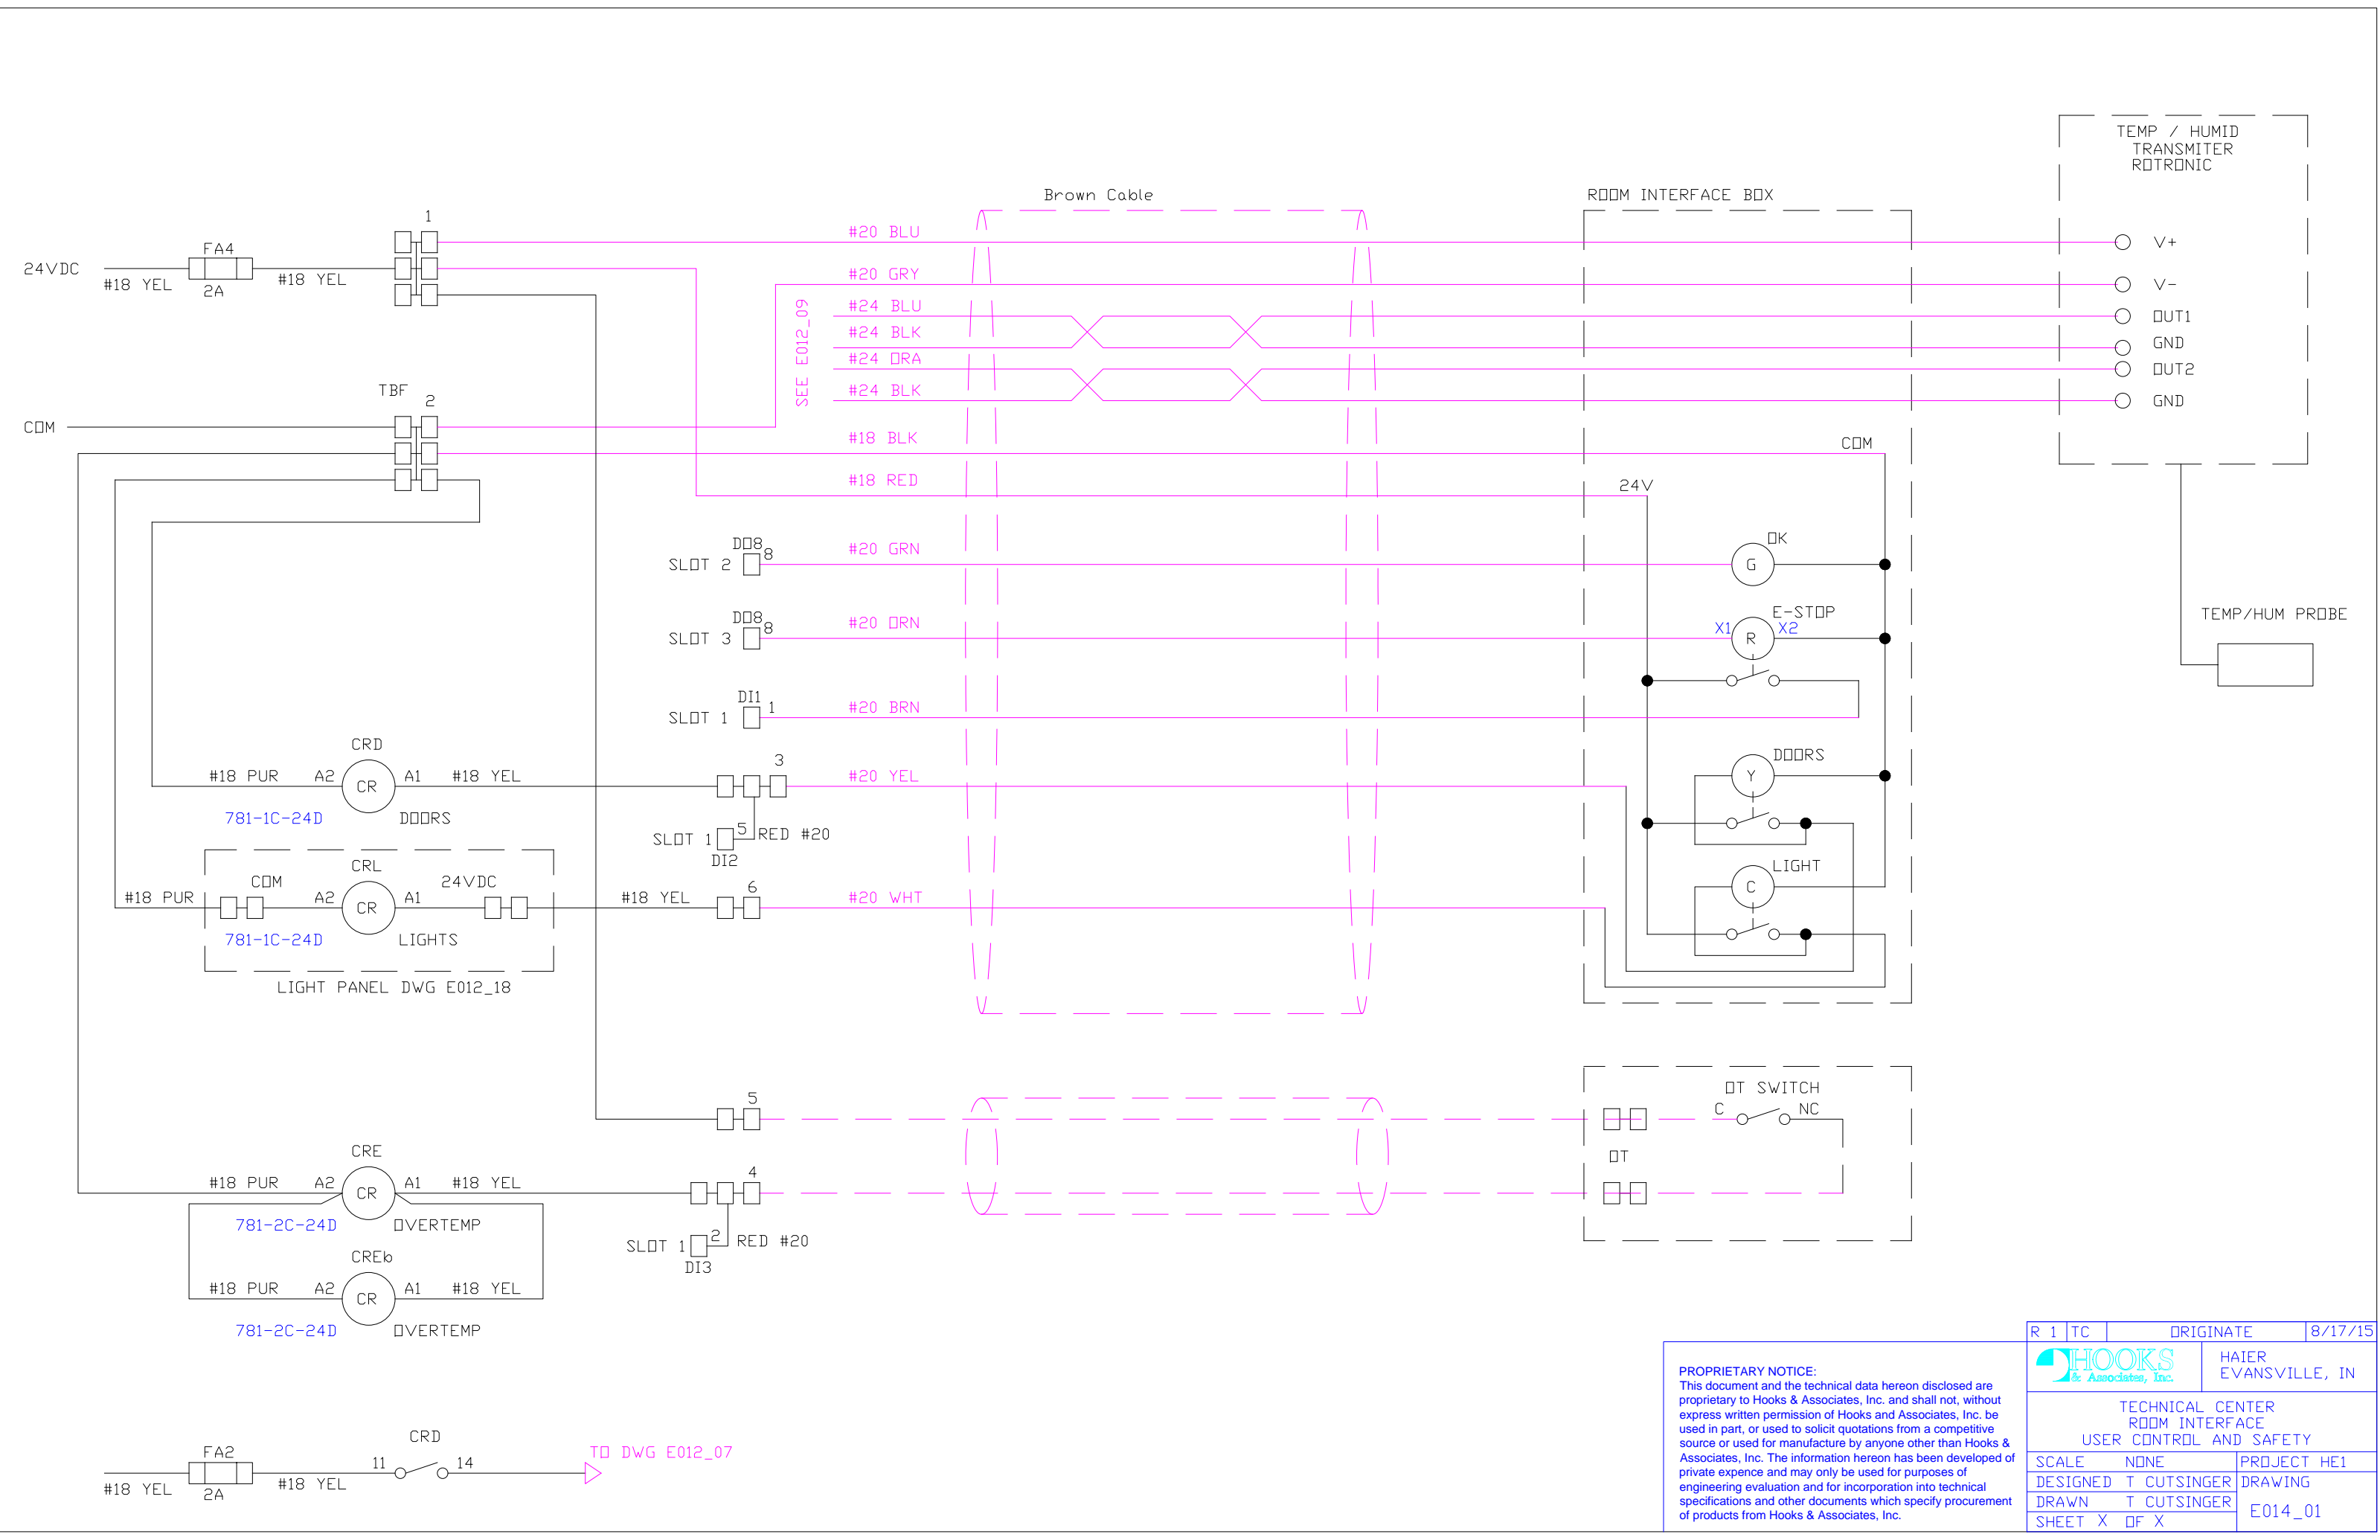 TEMP / HUMID
TRANSMITER
ROTRONIC
Brown Cable
ROOM INTERFACE BOX
1
#20 BLU
V+
FA4
24VDC
#18 YEL
2A
#18 YEL
#20 GRY
V-
SEE E012_09
#24 BLU
OUT1
#24 BLK
GND
#24 ORA
OUT2
#24 BLK
GND
TBF
2
COM
#18 BLK
COM
#18 RED
24V
DO8
8
SLOT 2
#20 GRN
OK
G
DO8
8
SLOT 3
#20 ORN
E-STOP
X1
R
X2
TEMP/HUM PROBE
DI1
1
SLOT 1
#20 BRN
CRD
#18 PUR
A2
CR
A1
#18 YEL
3
#20 YEL
DOORS
Y
781-1C-24D
DOORS
SLOT 1
5
RED #20
DI2
CRL
COM
24VDC
LIGHT
#18 PUR
A2
CR
A1
#18 YEL
6
#20 WHT
C
781-1C-24D
LIGHTS
LIGHT PANEL DWG E012_18
5
OT SWITCH
C
NC
OT
CRE
#18 PUR
A2
CR
A1
#18 YEL
4
781-2C-24D
OVERTEMP
SLOT 1
2
RED #20
DI3
CREb
#18 PUR
A2
CR
A1
#18 YEL
781-2C-24D
OVERTEMP
FA2
#18 YEL
2A
#18 YEL
CRD
11
14
TO DWG E012_07
PROPRIETARY NOTICE:
This document and the technical data hereon disclosed are
proprietary to Hooks & Associates, Inc. and shall not, without
express written permission of Hooks and Associates, Inc. be
used in part, or used to solicit quotations from a competitive
source or used for manufacture by anyone other than Hooks &
Associates, Inc. The information hereon has been developed of
private expence and may only be used for purposes of
engineering evaluation and for incorporation into technical
specifications and other documents which specify procurement
of products from Hooks & Associates, Inc.
R 1 TC ORIGINATE 8/17/15
HOOKS
& Associates, Inc.
HAIER
EVANSVILLE, IN
TECHNICAL CENTER
ROOM INTERFACE
USER CONTROL AND SAFETY
SCALE NONE PROJECT HE1
DESIGNED T CUTSINGER DRAWING
DRAWN T CUTSINGER
E014_01
SHEET X OF X